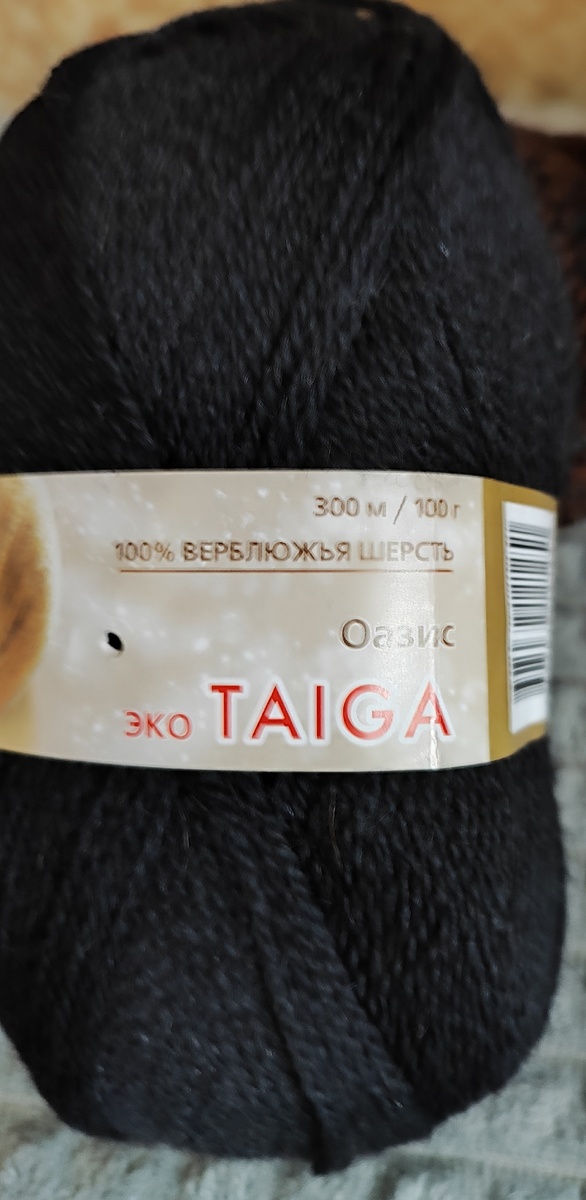 300 м / 100 г
100% ВЕРБЛЮЖЬЯ ШЕРСТЬ
Оазис
эко TAIGA